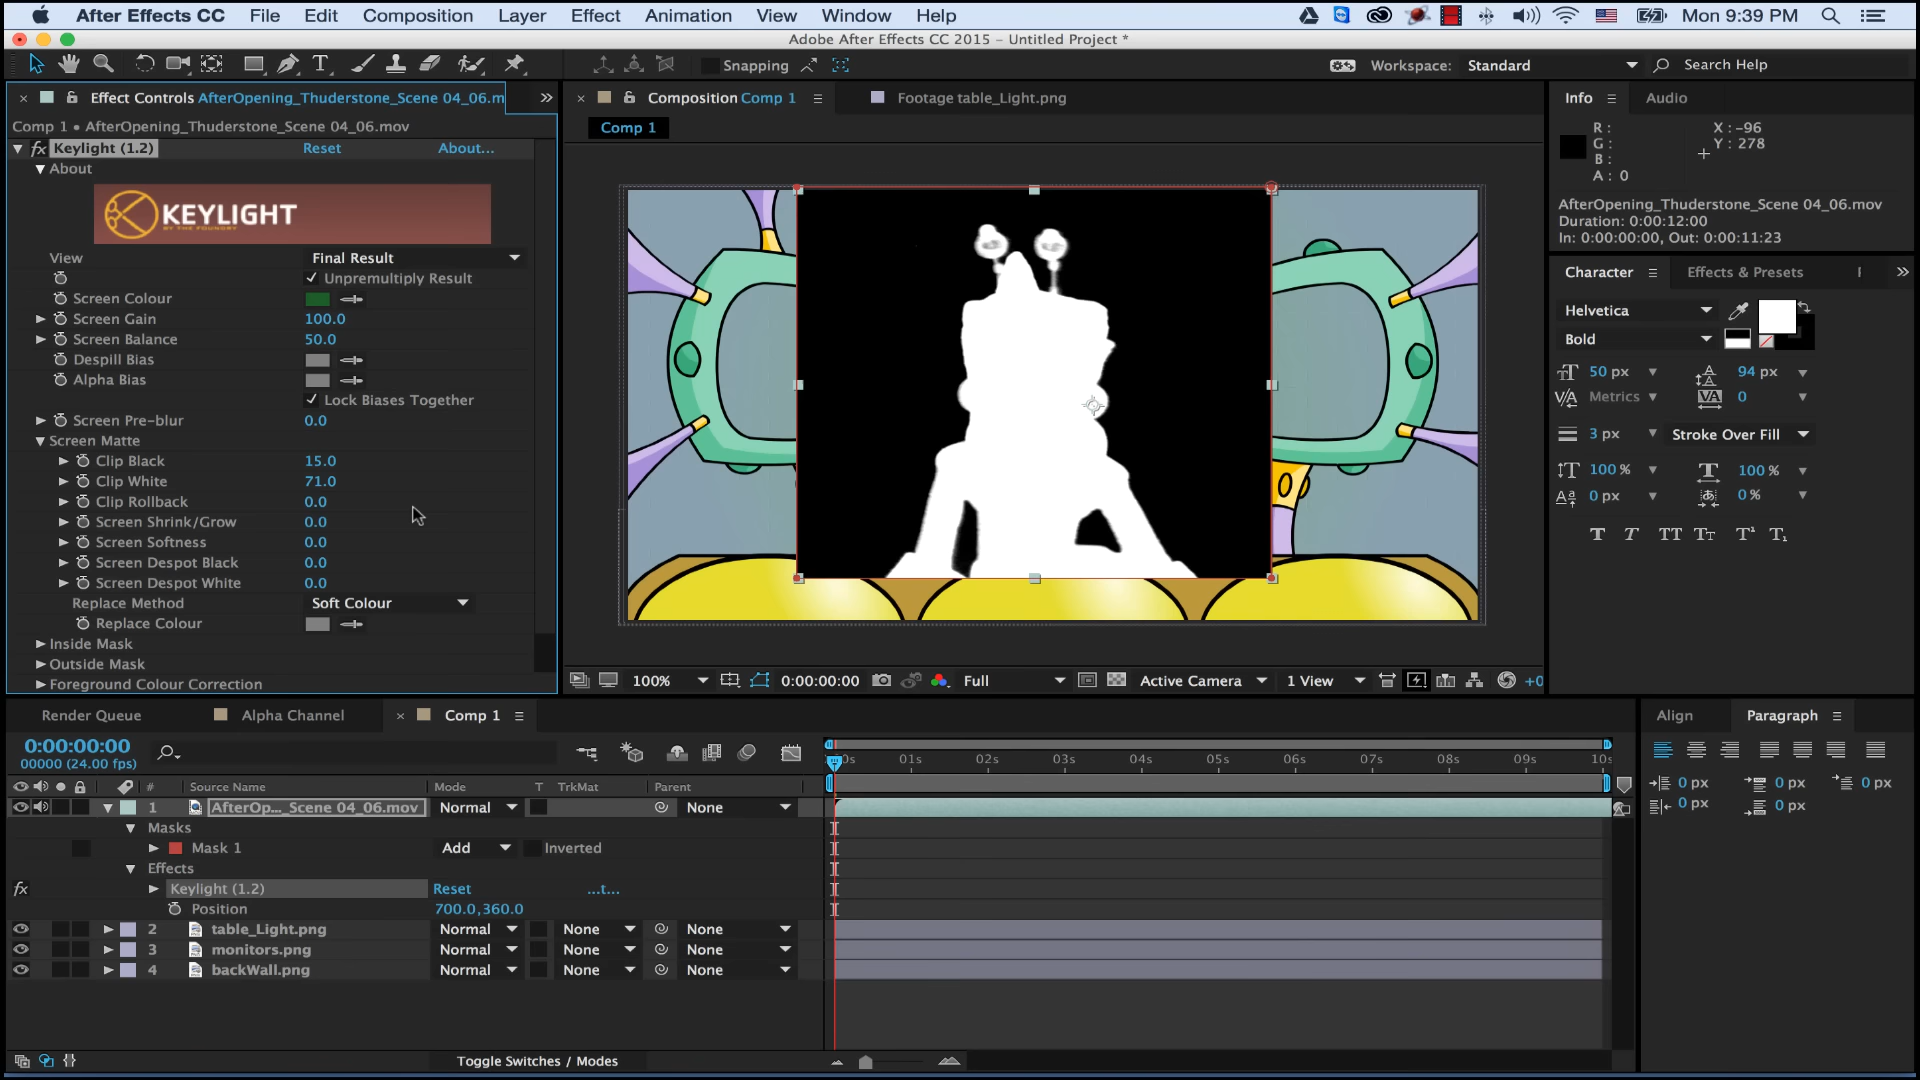 After Effects CC File Edit Composition Layer Effect Animation View Window Help Mon 9:39 PM
Adobe After Effects CC 2015 – Untitled Project *
Snapping Workspace: Standard Search Help
Effect Controls AfterOpening_Thuderstone_Scene 04_06.m
Comp 1 • AfterOpening_Thuderstone_Scene 04_06.mov
fx Keylight (1.2) Reset About...
About
KEYLIGHT
BY THE FOUNDRY
View Final Result
Unpremultiply Result
Screen Colour
Screen Gain 100.0
Screen Balance 50.0
Despill Bias
Alpha Bias
Lock Biases Together
Screen Pre-blur 0.0
Screen Matte
Clip Black 15.0
Clip White 71.0
Clip Rollback 0.0
Screen Shrink/Grow 0.0
Screen Softness 0.0
Screen Despot Black 0.0
Screen Despot White 0.0
Replace Method Soft Colour
Replace Colour
Inside Mask
Outside Mask
Foreground Colour Correction
Composition Comp 1 Footage table_Light.png
Comp 1
100% 0:00:00:00 Full Active Camera 1 View +0
Info Audio
R : X : -96
G : Y : 278
B :
A : 0
AfterOpening_Thuderstone_Scene 04_06.mov
Duration: 0:00:12:00
In: 0:00:00:00, Out: 0:00:11:23
Character Effects & Presets
Helvetica
Bold
50 px 94 px
Metrics 0
3 px Stroke Over Fill
100 % 100 %
0 px 0 %
T T TT Tt T¹ T₁
Render Queue Alpha Channel Comp 1
0:00:00:00
00000 (24.00 fps)
00s 01s 02s 03s 04s 05s 06s 07s 08s 09s 10s
# Source Name Mode T TrkMat Parent
1 AfterOp..._Scene 04_06.mov Normal None
Masks
Mask 1 Add Inverted
Effects
fx Keylight (1.2) Reset ...t...
Position 700.0,360.0
2 table_Light.png Normal None None
3 monitors.png Normal None None
4 backWall.png Normal None None
Toggle Switches / Modes
Align Paragraph
0 px 0 px 0 px
0 px 0 px